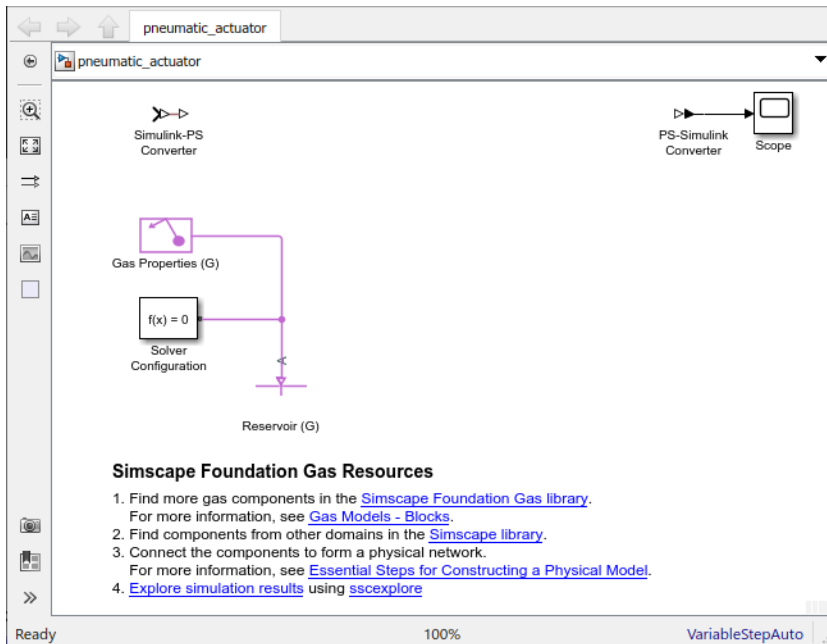 pneumatic_actuator
pneumatic_actuator
Simulink-PS
Converter
PS-Simulink
Converter
Scope
Gas Properties (G)
f(x) = 0
Solver
Configuration
A
Reservoir (G)
Simscape Foundation Gas Resources
1. Find more gas components in the Simscape Foundation Gas library.
For more information, see Gas Models - Blocks.
2. Find components from other domains in the Simscape library.
3. Connect the components to form a physical network.
For more information, see Essential Steps for Constructing a Physical Model.
4. Explore simulation results using sscexplore
Ready
100%
VariableStepAuto